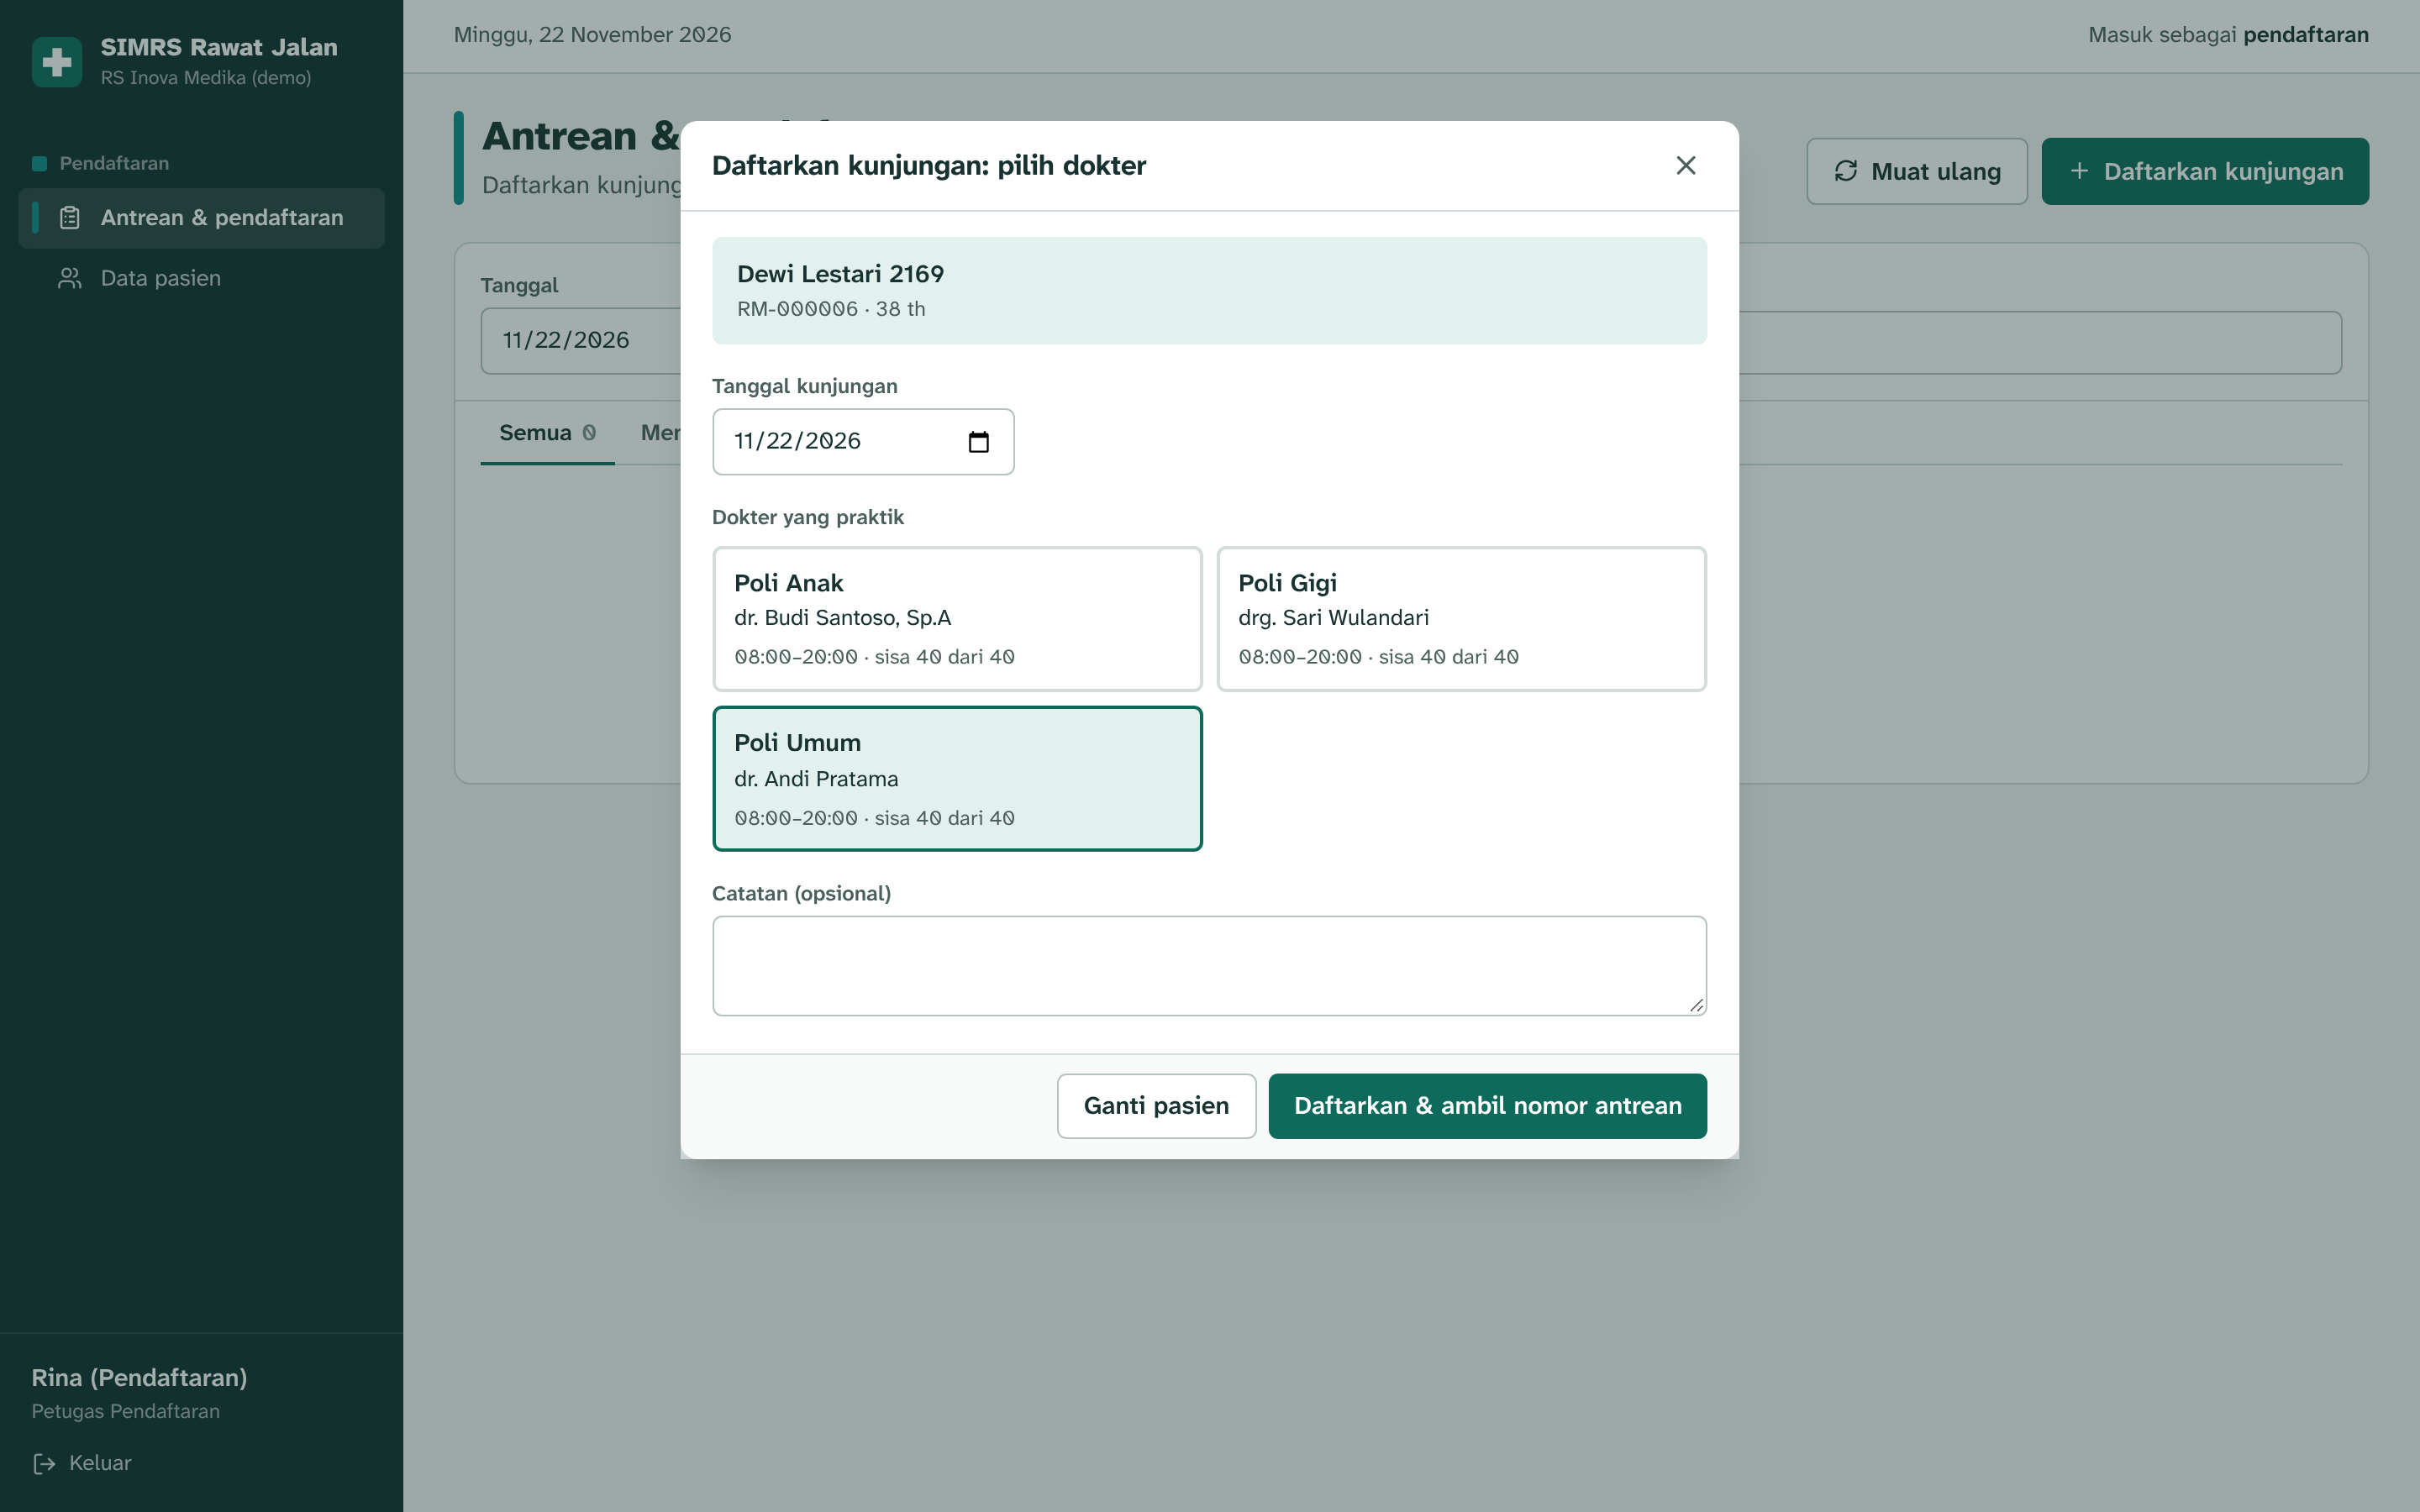 SIMRS Rawat Jalan
RS Inova Medika (demo)
Pendaftaran
Antrean & pendaftaran
Data pasien
Rina (Pendaftaran)
Petugas Pendaftaran
Keluar
Minggu, 22 November 2026
Masuk sebagai pendaftaran
Antrean &
Daftarkan kunjung
Muat ulang
+ Daftarkan kunjungan
Tanggal
11/22/2026
Semua 0
Daftarkan kunjungan: pilih dokter
Dewi Lestari 2169
RM-000006 · 38 th
Tanggal kunjungan
11/22/2026
Dokter yang praktik
Poli Anak
dr. Budi Santoso, Sp.A
08:00–20:00 · sisa 40 dari 40
Poli Gigi
drg. Sari Wulandari
08:00–20:00 · sisa 40 dari 40
Poli Umum
dr. Andi Pratama
08:00–20:00 · sisa 40 dari 40
Catatan (opsional)
Ganti pasien
Daftarkan & ambil nomor antrean